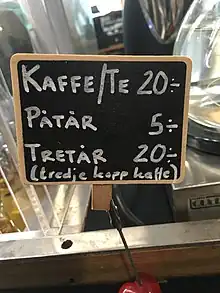 KAFFE/TE 20:-
PÅTÅR 5:-
TRETÅR 20:-
(tredje kopp kaffe)